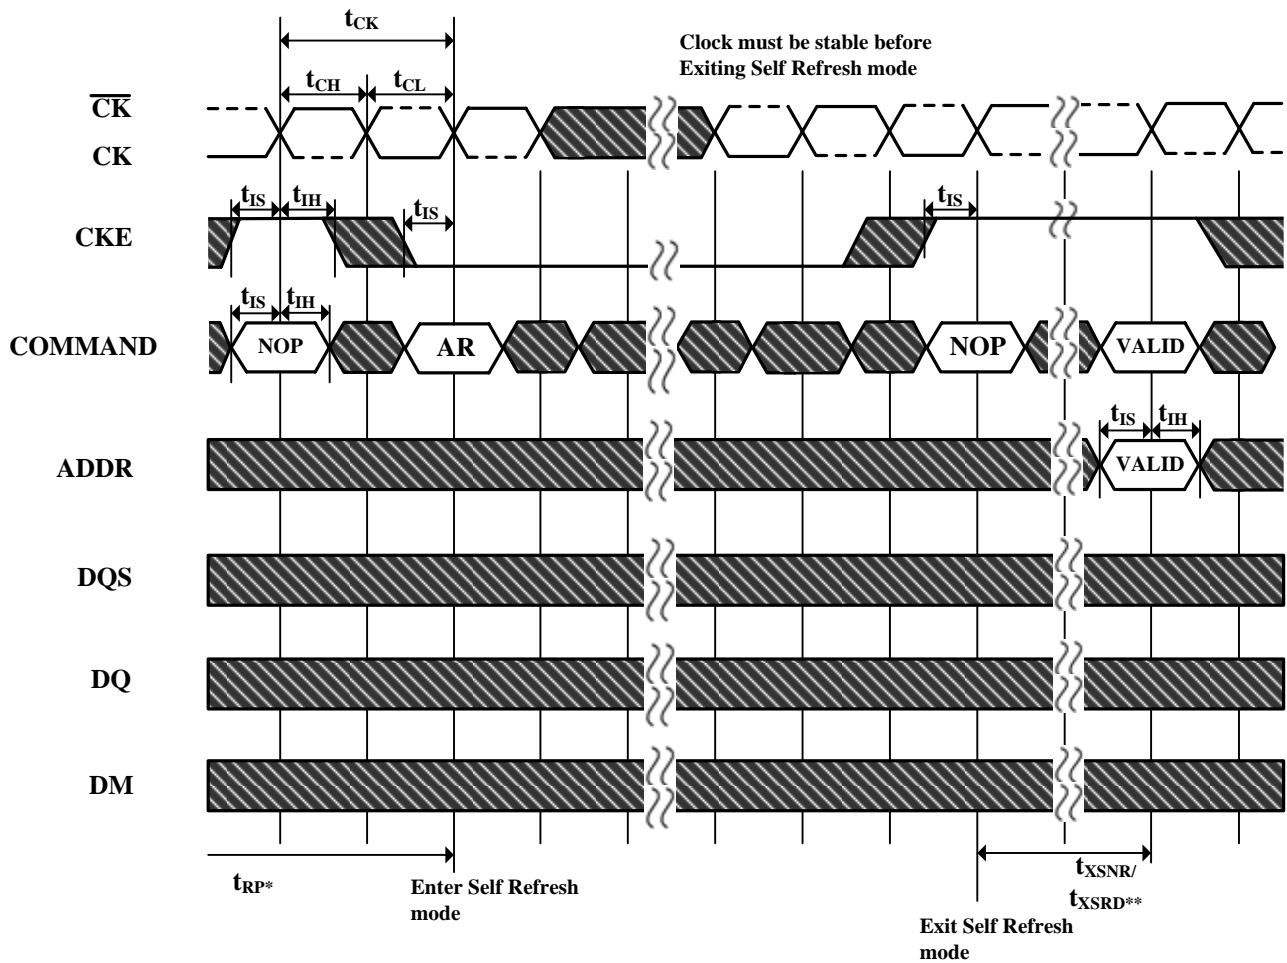 tCK
Clock must be stable before
Exiting Self Refresh mode
tCH
tCL
CK
CK
tIS
tIH
tIS
tIS
CKE
tIS
tIH
COMMAND
NOP
AR
NOP
VALID
tIS
tIH
ADDR
VALID
DQS
DQ
DM
tRP*
Enter Self Refresh
mode
tXSNR/
tXSRD**
Exit Self Refresh
mode